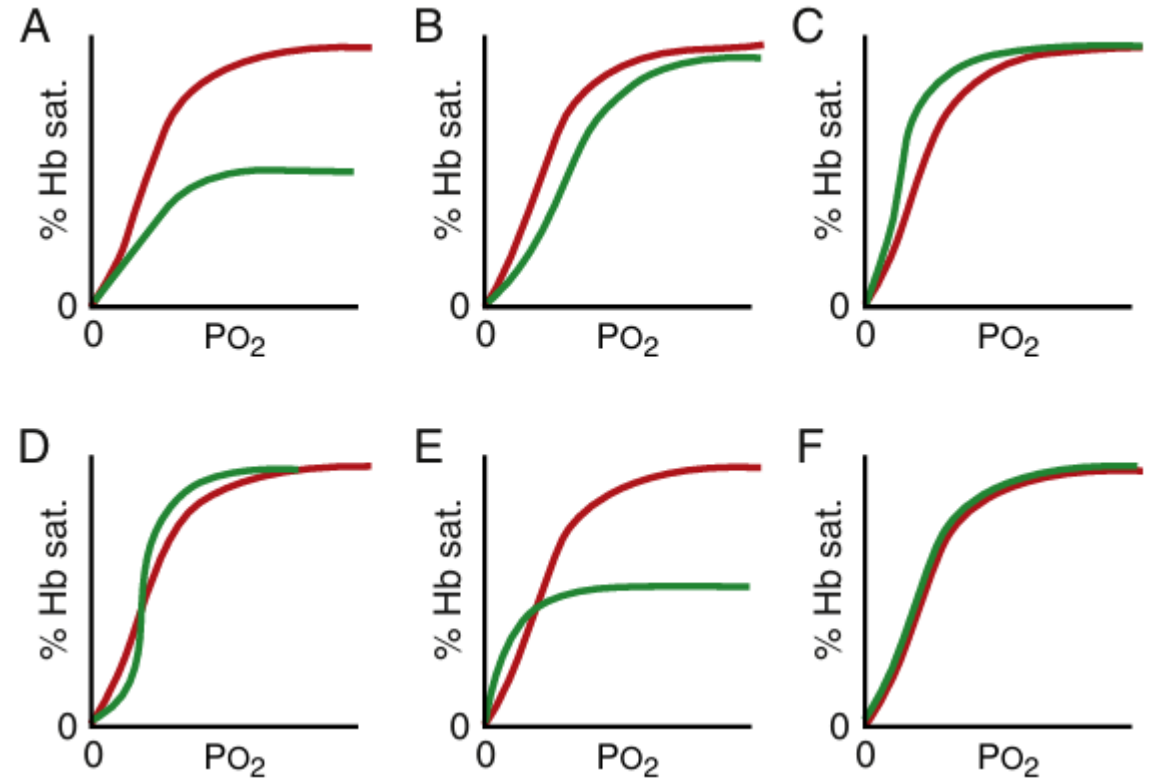 A
B
C
% Hb sat.
% Hb sat.
% Hb sat.
0
0
0
0
PO₂
0
PO₂
0
PO₂
D
E
F
% Hb sat.
% Hb sat.
% Hb sat.
0
0
0
0
PO₂
0
PO₂
0
PO₂